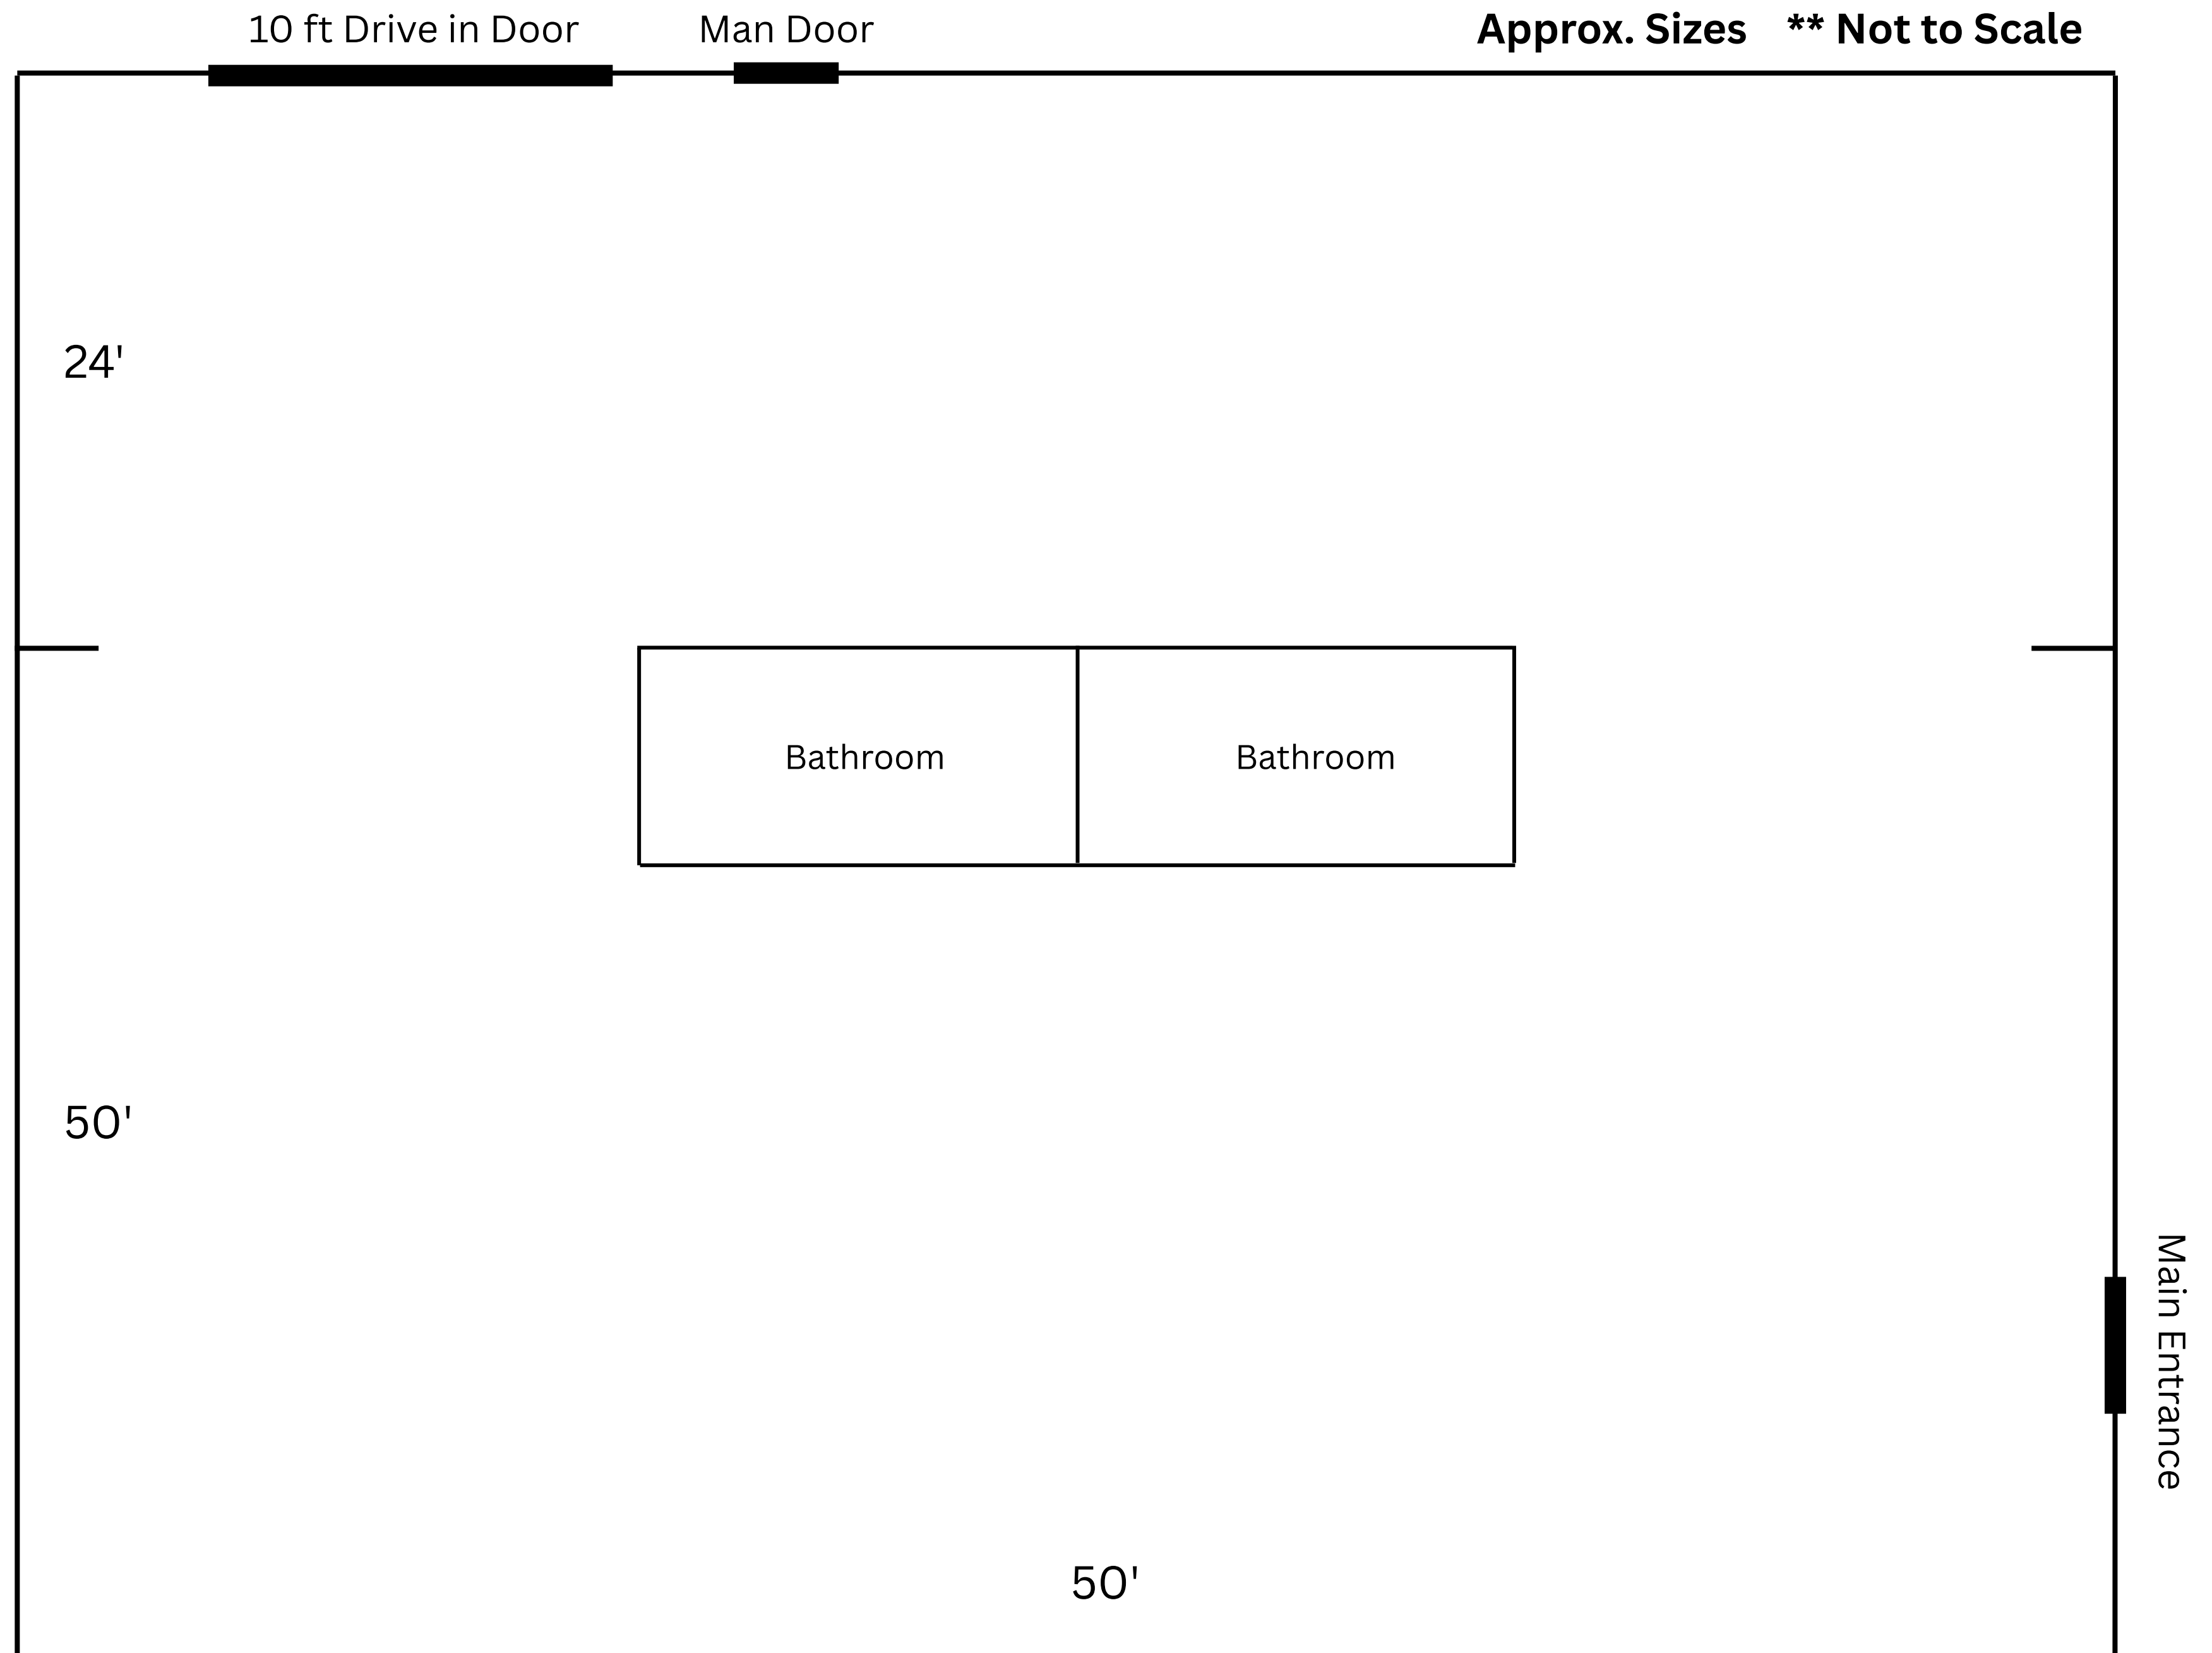 10 ft Drive in Door
Man Door
Approx. Sizes ** Not to Scale
24'
Bathroom
Bathroom
50'
Main Entrance
50'